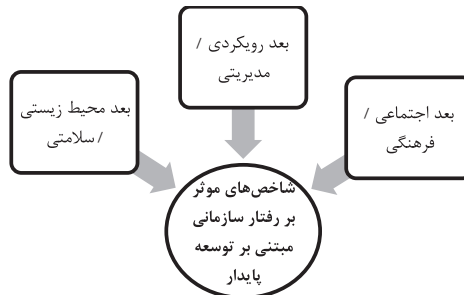 بعد رویکردی /
مدیریتی
بعد اجتماعی /
فرهنگی
بعد محیط زیستی
/ سلامتی
شاخص‌های موثر
بر رفتار سازمانی
مبتنی بر توسعه
پایدار